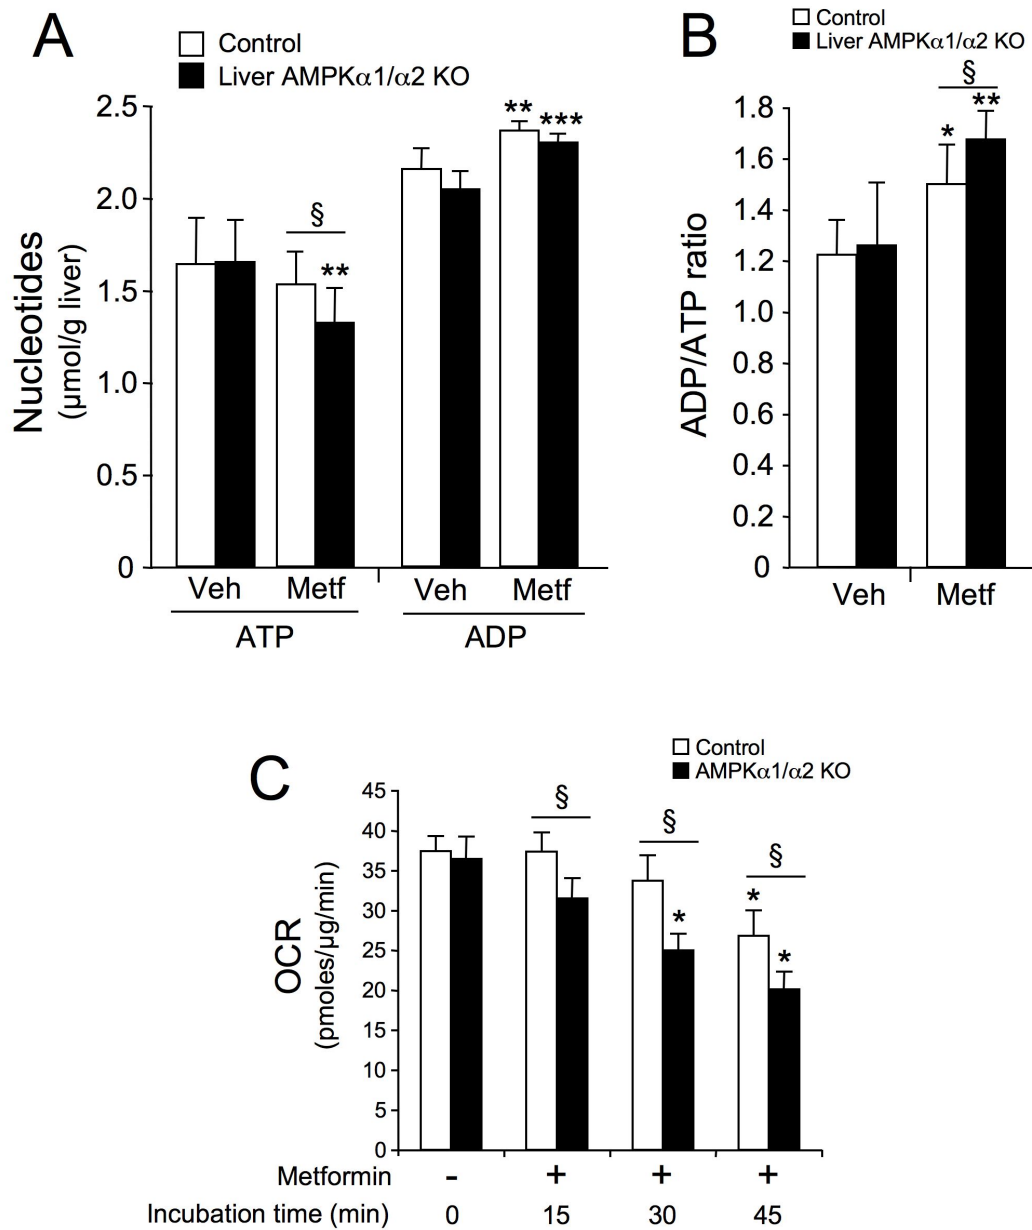 A
Control
Liver AMPKα1/α2 KO
Nucleotides
(µmol/g liver)
2.5
2.0
1.5
1.0
0.5
0
§
**
**
***
Veh
Metf
Veh
Metf
ATP
ADP
B
Control
Liver AMPKα1/α2 KO
ADP/ATP ratio
1.8
1.6
1.4
1.2
1.0
0.8
0.6
0.4
0.2
0
§
*
**
Veh
Metf
C
Control
AMPKα1/α2 KO
OCR
(pmoles/µg/min)
45
40
35
30
25
20
15
10
5
0
§
§
*
§
*
*
Metformin - + + +
Incubation time (min) 0 15 30 45